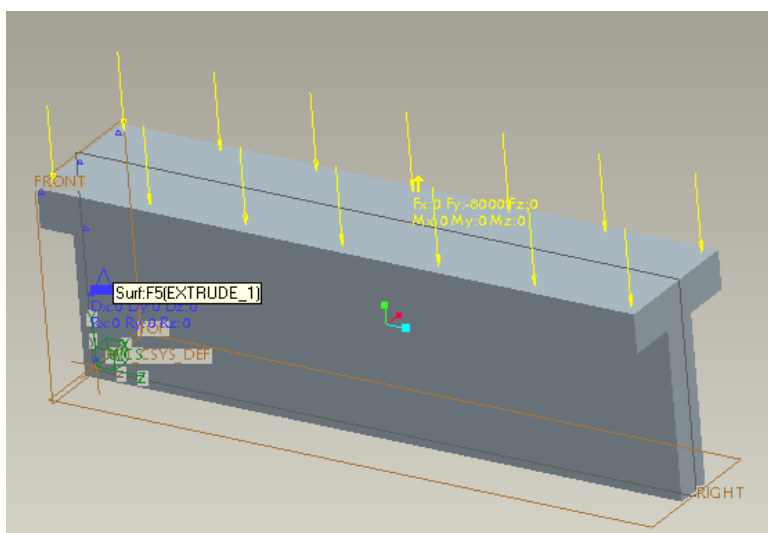 FRONT
Fx:0 Fy:-8000 Fz:0
Mx:0 My:0 Mz:0
Surf:F5(EXTRUDE_1)
Dx:0 Dy:0 Dz:0
Rx:0 Ry:0 Rz:0
TOP
CSYS_DEF
Z
RIGHT